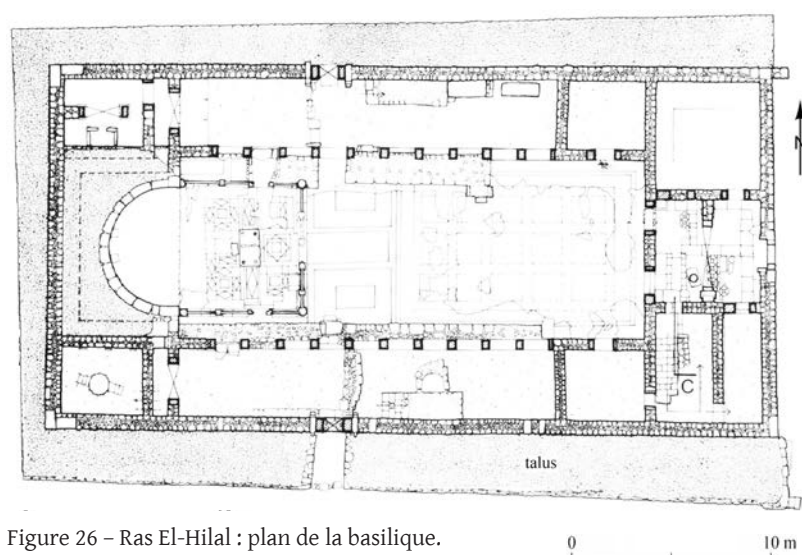 N
C
talus
Figure 26 – Ras El-Hilal : plan de la basilique.
0 10 m